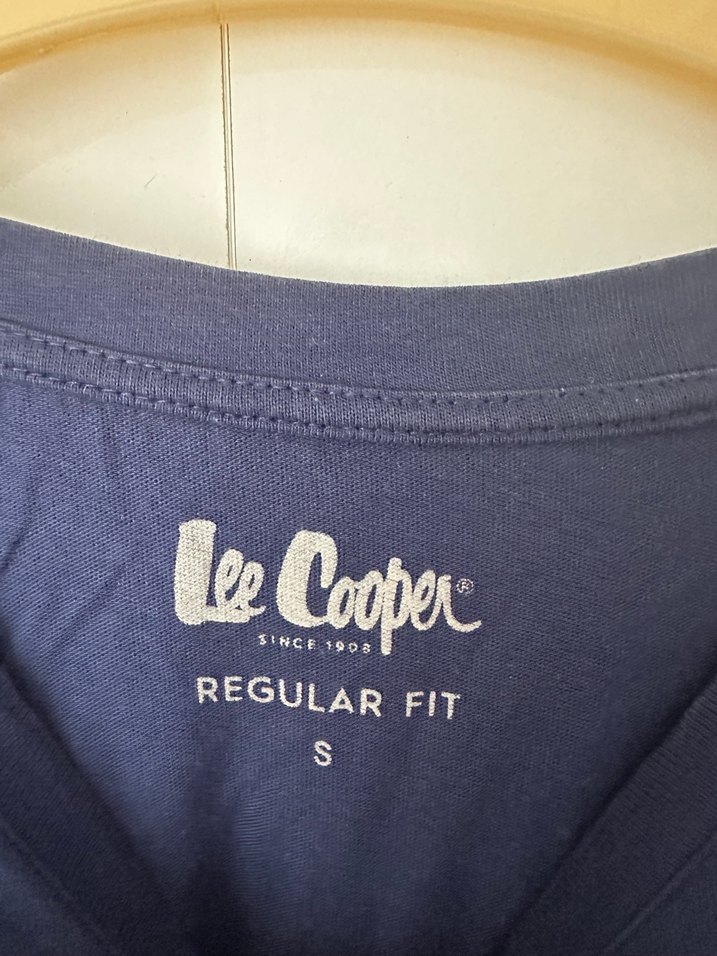 Lee Cooper®
SINCE 1908
REGULAR FIT
S